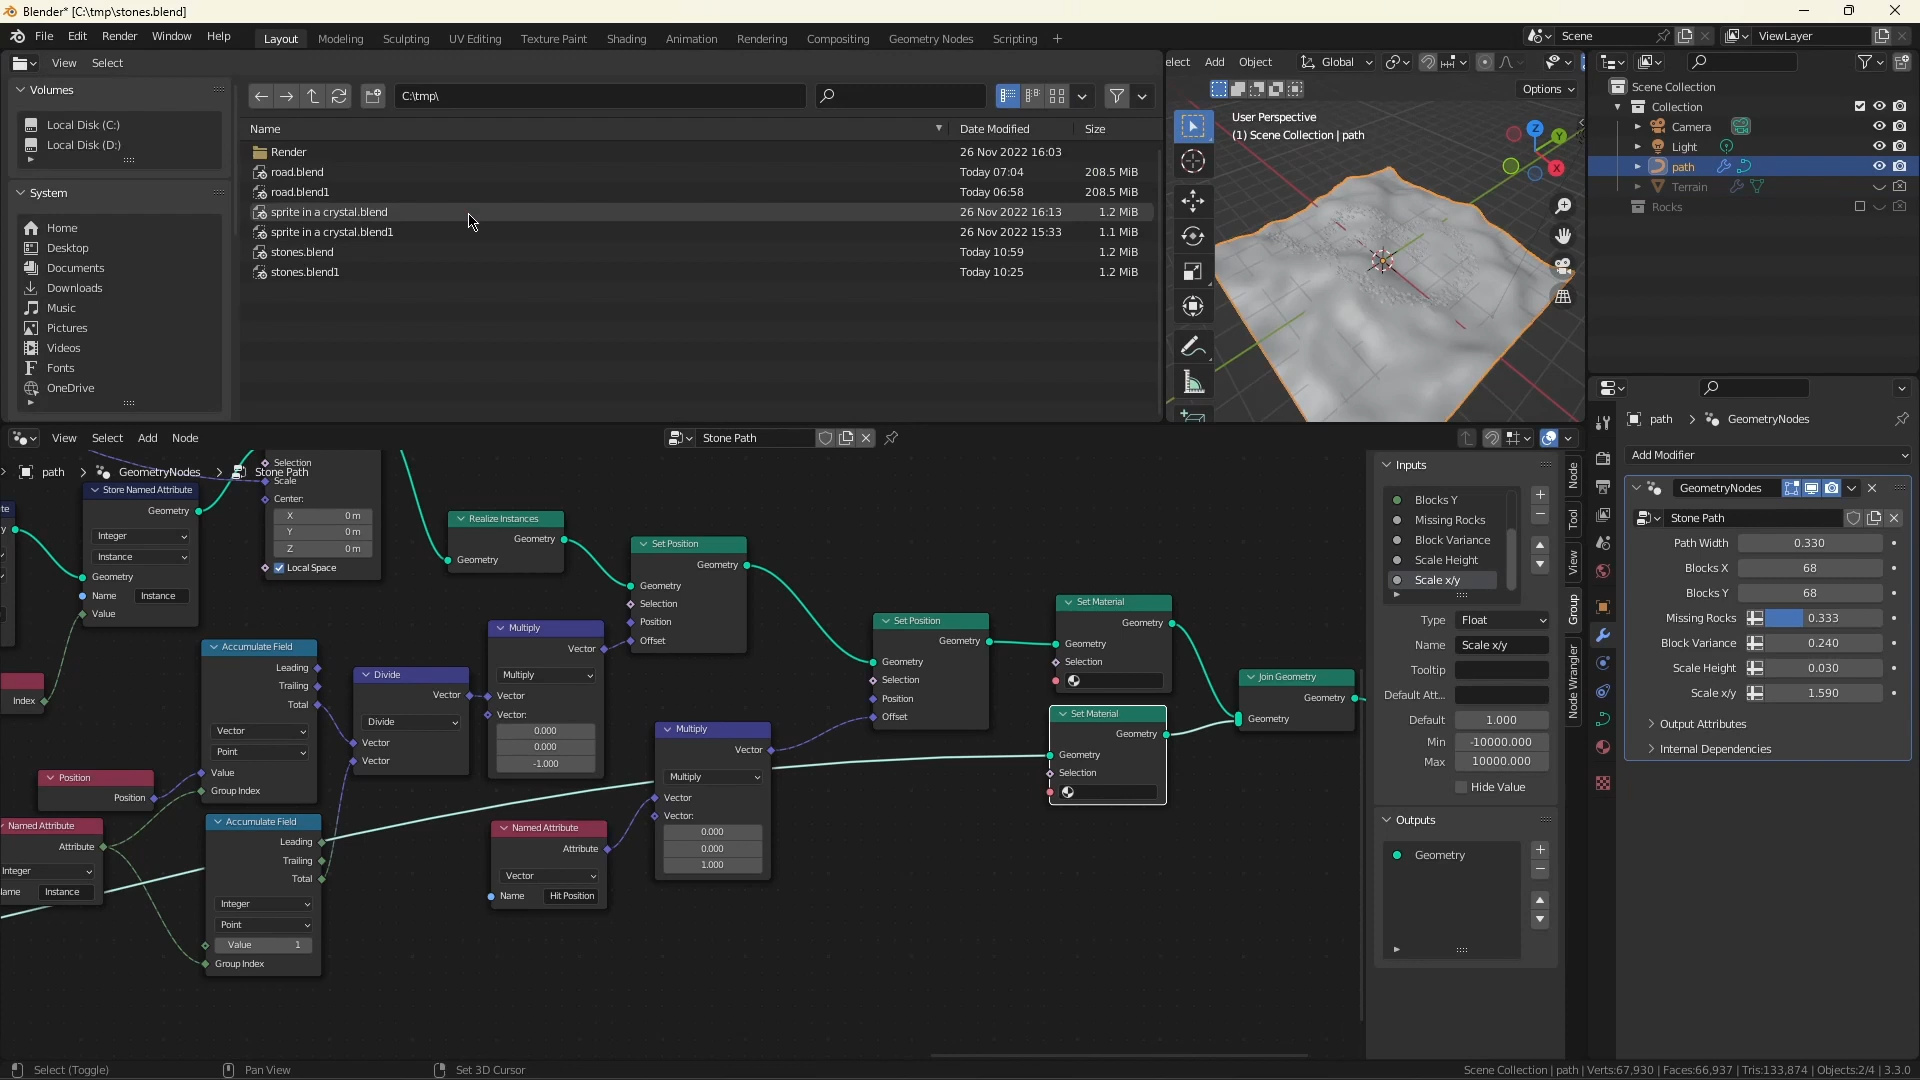 Blender* [C:\tmp\stones.blend]
File Edit Render Window Help Layout Modeling Sculpting UV Editing Texture Paint Shading Animation Rendering Compositing Geometry Nodes Scripting + Scene ViewLayer
View Select
Volumes
Local Disk (C:)
Local Disk (D:)
System
Home
Desktop
Documents
Downloads
Music
Pictures
Videos
Fonts
OneDrive
C:\tmp\
Name Date Modified Size
Render 26 Nov 2022 16:03
road.blend Today 07:04 208.5 MiB
road.blend1 Today 06:58 208.5 MiB
sprite in a crystal.blend 26 Nov 2022 16:13 1.2 MiB
sprite in a crystal.blend1 26 Nov 2022 15:33 1.1 MiB
stones.blend Today 10:59 1.2 MiB
stones.blend1 Today 10:25 1.2 MiB
elect Add Object Global
Options
User Perspective
(1) Scene Collection | path
Z
Y
X
Scene Collection
Collection
Camera
Light
path
Terrain
Rocks
path > GeometryNodes
Add Modifier
GeometryNodes
Stone Path
Path Width 0.330
Blocks X 68
Blocks Y 68
Missing Rocks 0.333
Block Variance 0.240
Scale Height 0.030
Scale x/y 1.590
Output Attributes
Internal Dependencies
View Select Add Node Stone Path
path > GeometryNodes > Stone Path
te
y
Index
Store Named Attribute
Geometry
Integer
Instance
Geometry
Name Instance
Value
Selection
Scale
Center:
X 0 m
Y 0 m
Z 0 m
Local Space
Realize Instances
Geometry
Geometry
Set Position
Geometry
Geometry
Selection
Position
Offset
Accumulate Field
Leading
Trailing
Total
Vector
Point
Value
Group Index
Divide
Vector
Divide
Vector
Vector
Multiply
Vector
Multiply
Vector
Vector:
0.000
0.000
-1.000
Position
Position
Named Attribute
Attribute
Integer
lame Instance
Accumulate Field
Leading
Trailing
Total
Integer
Point
Value 1
Group Index
Named Attribute
Attribute
Vector
Name Hit Position
Multiply
Vector
Multiply
Vector
Vector:
0.000
0.000
1.000
Set Position
Geometry
Geometry
Selection
Position
Offset
Set Material
Geometry
Geometry
Selection
Set Material
Geometry
Geometry
Selection
Join Geometry
Geometry
Geometry
Inputs
Blocks Y
Missing Rocks
Block Variance
Scale Height
Scale x/y
Type Float
Name Scale x/y
Tooltip
Default Att...
Default 1.000
Min -10000.000
Max 10000.000
Hide Value
Outputs
Geometry
Node
Tool
View
Group
Node Wrangler
Select (Toggle) Pan View Set 3D Cursor Scene Collection | path | Verts:67,930 | Faces:66,937 | Tris:133,874 | Objects:2/4 | 3.3.0